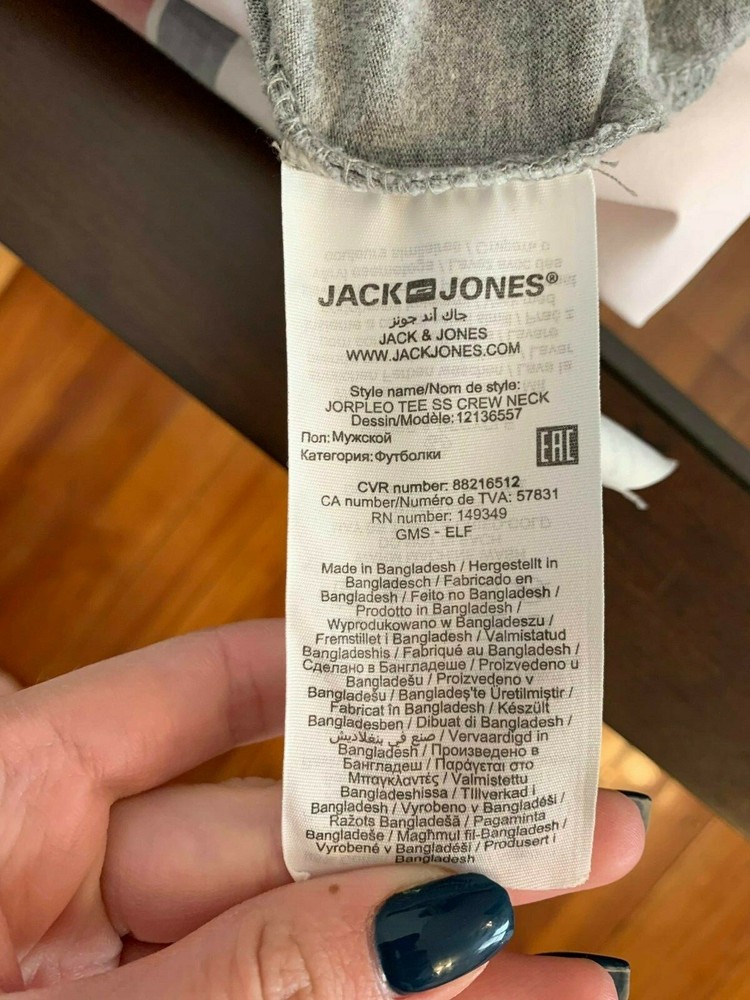 JACK JONES®
جاك آند جونز
JACK & JONES
WWW.JACKJONES.COM
Style name/Nom de style:
JORPLEO TEE SS CREW NECK
Dessin/Modèle: 12136557
Пол: Мужской
Категория: Футболки
EAC
CVR number: 88216512
CA number/Numéro de TVA: 57831
RN number: 149349
GMS - ELF
Made in Bangladesh / Hergestellt in
Bangladesch / Fabricado en
Bangladesh / Feito no Bangladesh /
Prodotto in Bangladesh /
Wyprodukowano w Bangladeszu /
Fremstillet i Bangladesh / Valmistatud
Bangladeshis / Fabriqué au Bangladesh /
Сделано в Бангладеше / Proizvedeno u
Bangladešu / Proizvedeno v
Bangladešu / Bangladeş'te Üretilmiştir /
Fabricat în Bangladesh / Készült
Bangladesben / Dibuat di Bangladesh /
صنع في بنغلاديش / Vervaardigd in
Bangladesh / Произведено в
Бангладеш / Παράγεται στο
Μπαγκλαντές / Valmistettu
Bangladeshissa / Tillverkad i
Bangladesh / Vyrobeno v Bangladéši /
Ražots Bangladešā / Pagaminta
Bangladeše / Magħmul fil-Bangladesh /
Vyrobené v Bangladéši / Produsert i
Bangladesh